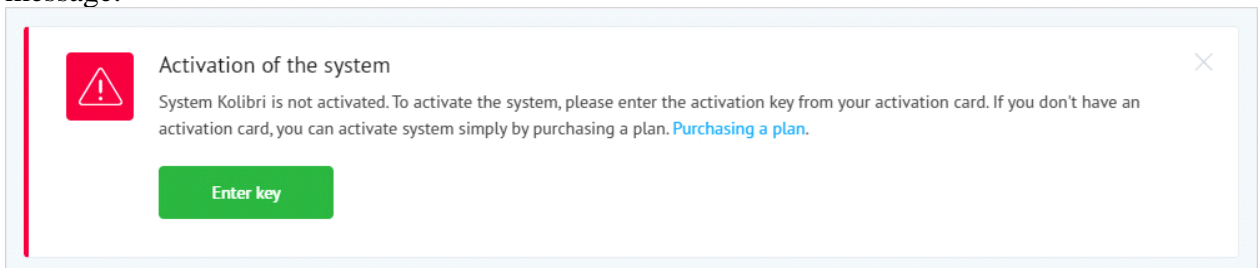 message:
Activation of the system
System Kolibri is not activated. To activate the system, please enter the activation key from your activation card. If you don't have an
activation card, you can activate system simply by purchasing a plan. Purchasing a plan.
Enter key